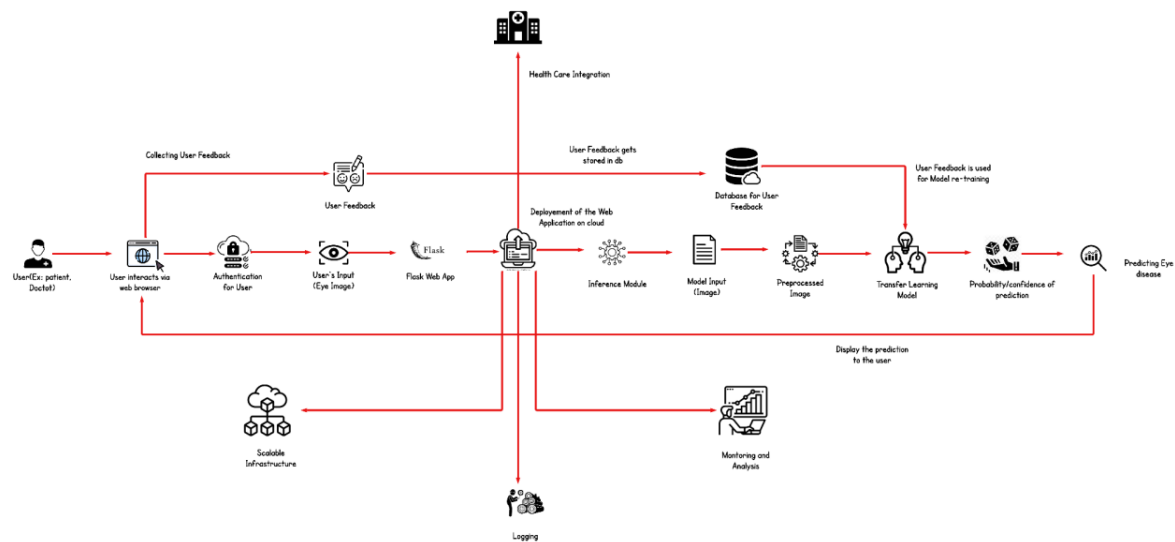 Health Care Integration
Collecting User Feedback
User Feedback gets
stored in db
User Feedback is used
for Model re-training
User Feedback
Database for User
Feedback
Deployement of the Web
Application on cloud
Flask
User(Ex: patient,
Doctot)
User interacts via
web browser
Authentication
for User
User's Input
(Eye Image)
Flask Web App
Inference Module
Model Input
(Image)
Preprocessed
Image
Transfer Learning
Model
Probability/confidence of
prediction
Predicting Eye
disease
Display the prediction
to the user
Scalable
Infrastructure
Montoring and
Analysis
Logging